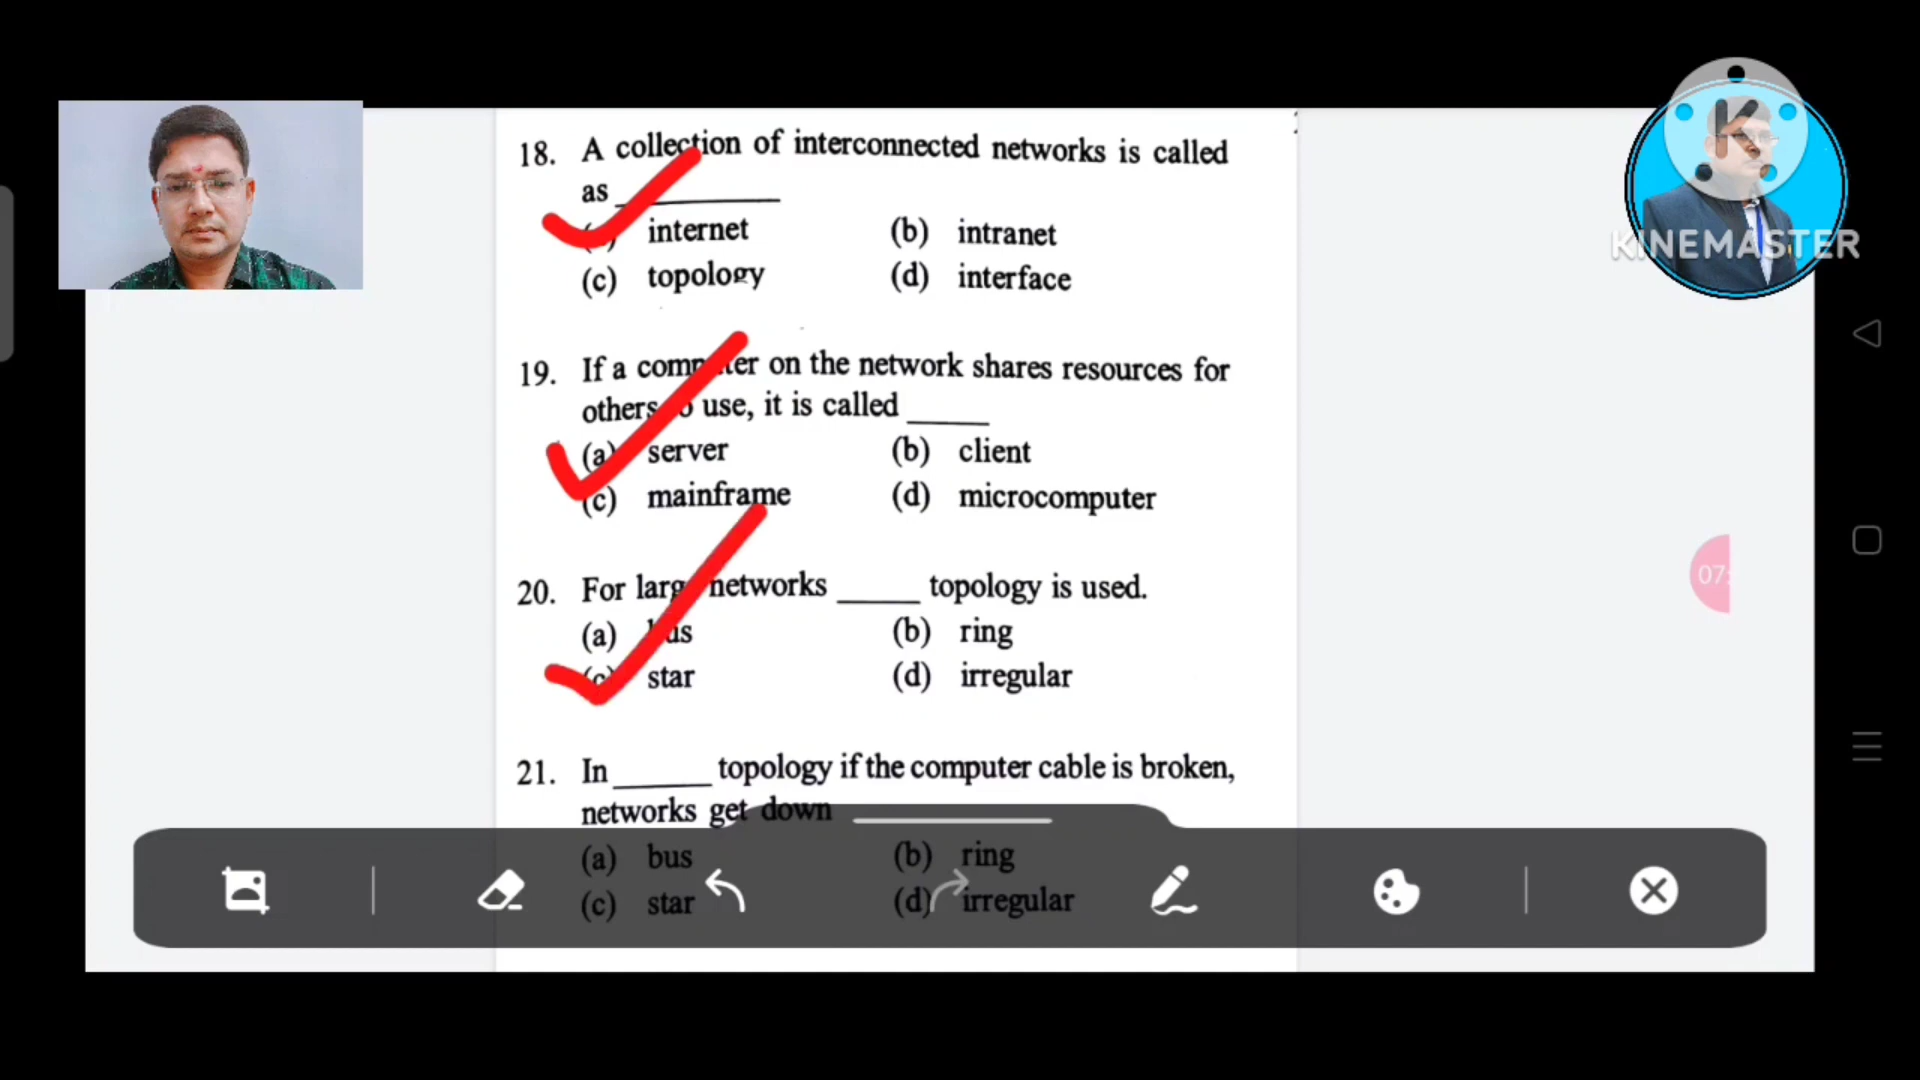 18. A collection of interconnected networks is called
as ________
internet (b) intranet
(c) topology (d) interface
19. If a computer on the network shares resources for
others to use, it is called _____
(a) server (b) client
(c) mainframe (d) microcomputer
20. For large networks _____ topology is used.
(a) bus (b) ring
(c) star (d) irregular
21. In ______ topology if the computer cable is broken,
networks get down
(a) bus (b) ring
(c) star (d) irregular
KINEMASTER
K
07: